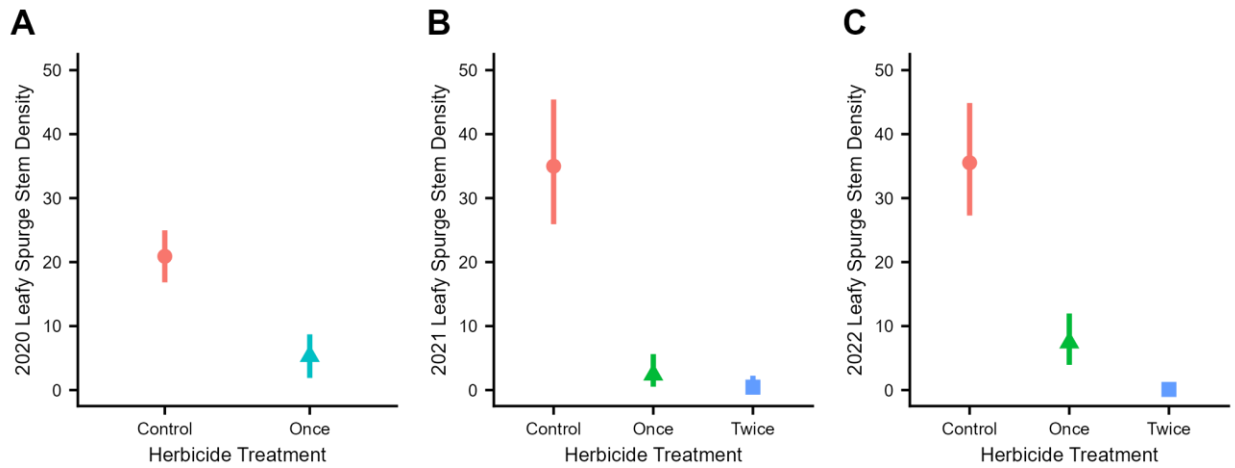 A
2020 Leafy Spurge Stem Density
50
40
30
20
10
0
Control Once
Herbicide Treatment
B
2021 Leafy Spurge Stem Density
50
40
30
20
10
0
Control Once Twice
Herbicide Treatment
C
2022 Leafy Spurge Stem Density
50
40
30
20
10
0
Control Once Twice
Herbicide Treatment